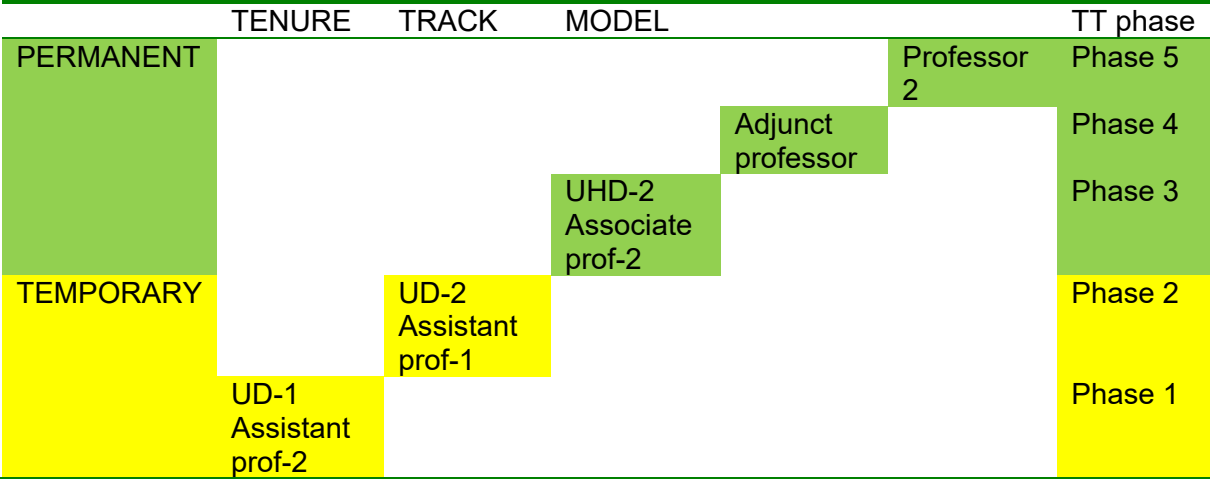 TENURE TRACK MODEL TT phase
PERMANENT Professor Phase 5
2
Adjunct Phase 4
professor
UHD-2 Phase 3
Associate
prof-2
TEMPORARY UD-2 Phase 2
Assistant
prof-1
UD-1 Phase 1
Assistant
prof-2